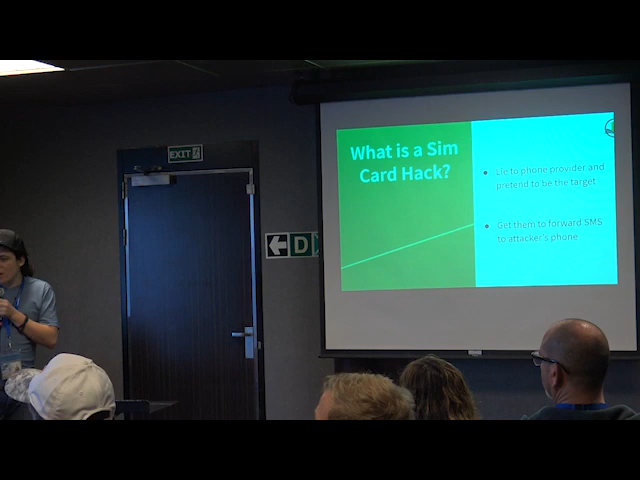 EXIT
What is a Sim
Card Hack?
● Lie to phone provider and
pretend to be the target
● Get them to forward SMS
to attacker's phone
D